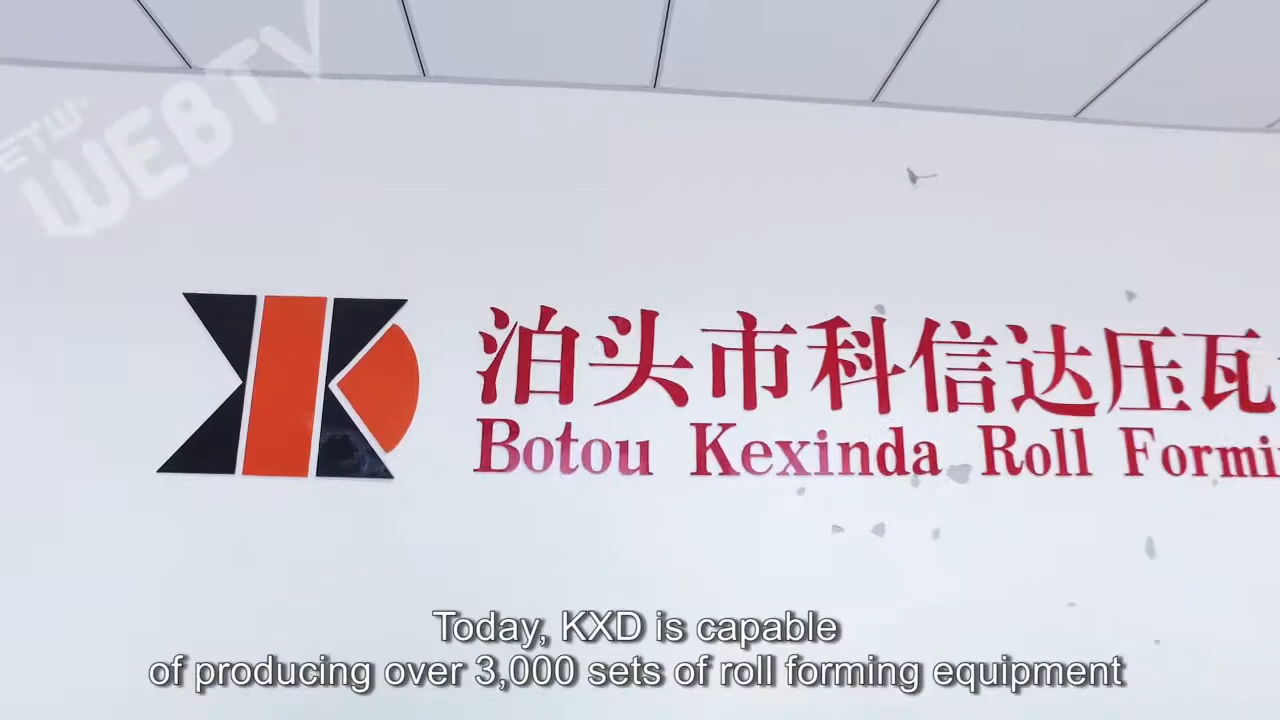 ETW
WEBTV
泊头市科信达压瓦
Botou Kexinda Roll Formi
Today, KXD is capable
of producing over 3,000 sets of roll forming equipment